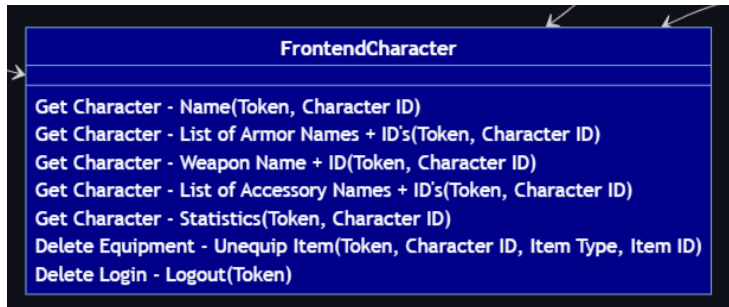 FrontendCharacter
Get Character - Name(Token, Character ID)
Get Character - List of Armor Names + ID's(Token, Character ID)
Get Character - Weapon Name + ID(Token, Character ID)
Get Character - List of Accessory Names + ID's(Token, Character ID)
Get Character - Statistics(Token, Character ID)
Delete Equipment - Unequip Item(Token, Character ID, Item Type, Item ID)
Delete Login - Logout(Token)